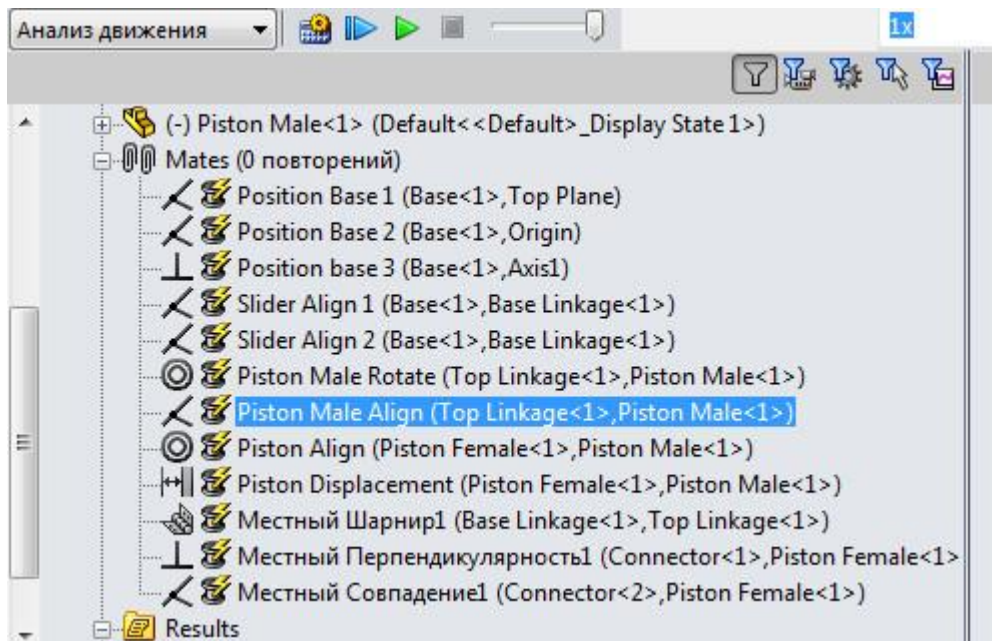 Анализ движения 1x
(-) Piston Male<1> (Default<<Default>_Display State 1>)
Mates (0 повторений)
Position Base 1 (Base<1>,Top Plane)
Position Base 2 (Base<1>,Origin)
Position base 3 (Base<1>,Axis1)
Slider Align 1 (Base<1>,Base Linkage<1>)
Slider Align 2 (Base<1>,Base Linkage<1>)
Piston Male Rotate (Top Linkage<1>,Piston Male<1>)
Piston Male Align (Top Linkage<1>,Piston Male<1>)
Piston Align (Piston Female<1>,Piston Male<1>)
Piston Displacement (Piston Female<1>,Piston Male<1>)
Местный Шарнир1 (Base Linkage<1>,Top Linkage<1>)
Местный Перпендикулярность1 (Connector<1>,Piston Female<1>
Местный Совпадение1 (Connector<2>,Piston Female<1>)
Results